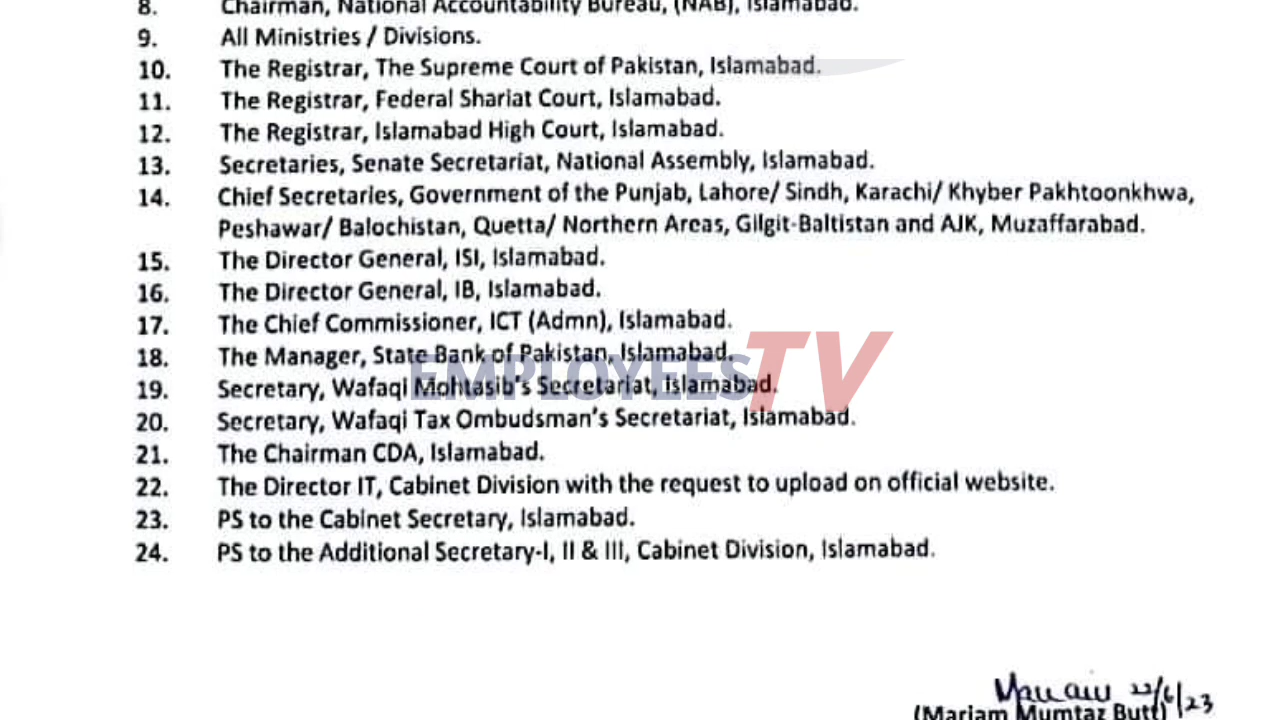 8. Chairman, National Accountability Bureau, (NAB), Islamabad.
9. All Ministries / Divisions.
10. The Registrar, The Supreme Court of Pakistan, Islamabad.
11. The Registrar, Federal Shariat Court, Islamabad.
12. The Registrar, Islamabad High Court, Islamabad.
13. Secretaries, Senate Secretariat, National Assembly, Islamabad.
14. Chief Secretaries, Government of the Punjab, Lahore/ Sindh, Karachi/ Khyber Pakhtoonkhwa,
Peshawar/ Balochistan, Quetta/ Northern Areas, Gilgit-Baltistan and AJK, Muzaffarabad.
15. The Director General, ISI, Islamabad.
16. The Director General, IB, Islamabad.
17. The Chief Commissioner, ICT (Admn), Islamabad.
18. The Manager, State Bank of Pakistan, Islamabad.
EMPLOYEES TV
19. Secretary, Wafaqi Mohtasib's Secretariat, Islamabad.
20. Secretary, Wafaqi Tax Ombudsman's Secretariat, Islamabad.
21. The Chairman CDA, Islamabad.
22. The Director IT, Cabinet Division with the request to upload on official website.
23. PS to the Cabinet Secretary, Islamabad.
24. PS to the Additional Secretary-I, II & III, Cabinet Division, Islamabad.
22/6/23
(Mariam Mumtaz Butt)